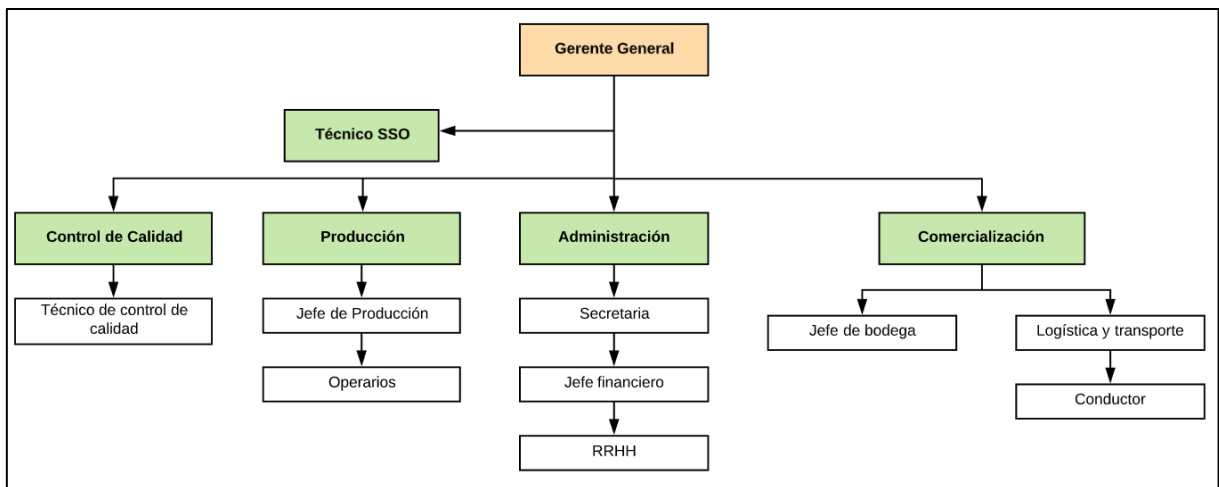 Gerente General
Técnico SSO
Control de Calidad
Producción
Administración
Comercialización
Técnico de control de
calidad
Jefe de Producción
Secretaria
Jefe de bodega
Logística y transporte
Operarios
Jefe financiero
Conductor
RRHH